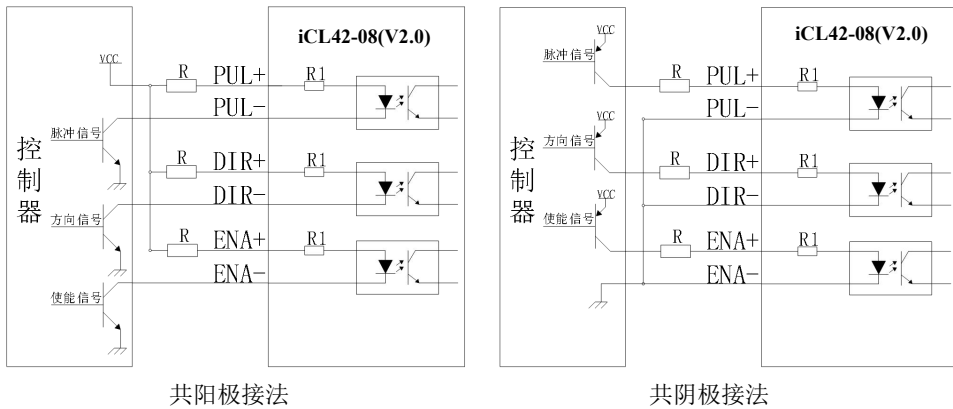 iCL42-08(V2.0)
VCC
R
PUL+
R1
PUL-
脉冲信号
控制器
R
DIR+
R1
DIR-
方向信号
R
ENA+
R1
ENA-
使能信号
共阳极接法
iCL42-08(V2.0)
VCC
脉冲信号
R
PUL+
R1
PUL-
VCC
方向信号
控制器
R
DIR+
R1
DIR-
VCC
使能信号
R
ENA+
R1
ENA-
共阴极接法